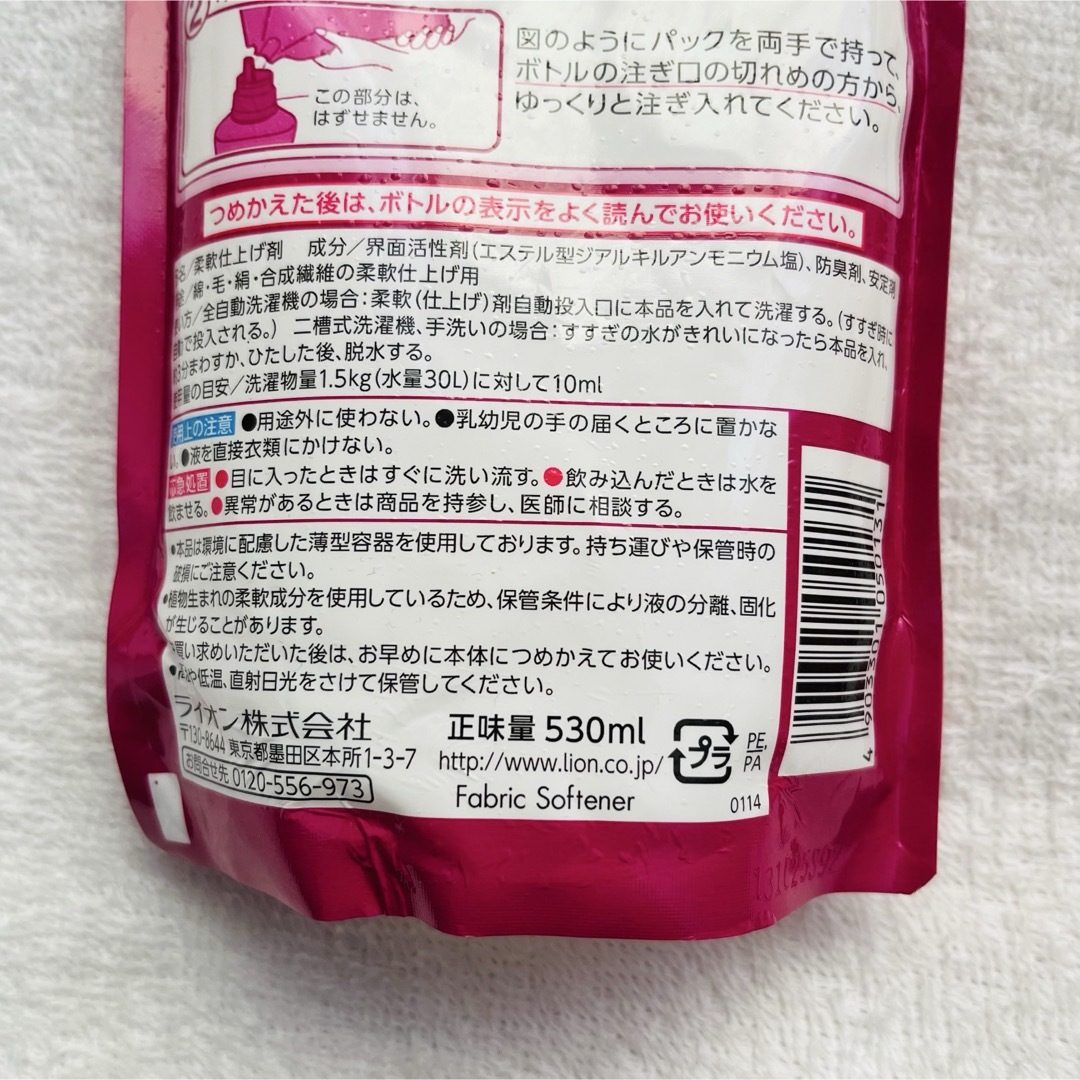 ②
この部分は、
はずせません。
図のようにパックを両手で持って、
ボトルの注ぎ口の切れめの方から、
ゆっくりと注ぎ入れてください。
つめかえた後は、ボトルの表示をよく読んでお使いください。
名/柔軟仕上げ剤 成分/界面活性剤(エステル型ジアルキルアンモニウム塩)、防臭剤、安定剤
/綿・毛・絹・合成繊維の柔軟仕上げ用
い方/全自動洗濯機の場合:柔軟(仕上げ)剤自動投入口に本品を入れて洗濯する。(すすぎ時に
動で投入される。) 二槽式洗濯機、手洗いの場合:すすぎの水がきれいになったら本品を入れ、
3分まわすか、ひたした後、脱水する。
量の目安/洗濯物量1.5kg(水量30L)に対して10ml
用上の注意 ●用途外に使わない。●乳幼児の手の届くところに置かな
い。●液を直接衣類にかけない。
応急処置 ●目に入ったときはすぐに洗い流す。●飲み込んだときは水を
飲ませる。●異常があるときは商品を持参し、医師に相談する。
●本品は環境に配慮した薄型容器を使用しております。持ち運びや保管時の
破損にご注意ください。
●植物生まれの柔軟成分を使用しているため、保管条件により液の分離、固化
が生じることがあります。
買い求めいただいた後は、お早めに本体につめかえてお使いください。
●や低温、直射日光をさけて保管してください。
ライオン株式会社
〒130-8644 東京都墨田区本所1-3-7
お問合せ先 0120-556-973
正味量 530ml
http://www.lion.co.jp/
Fabric Softener
プラ
PE,
PA
0114
4 903301 050131